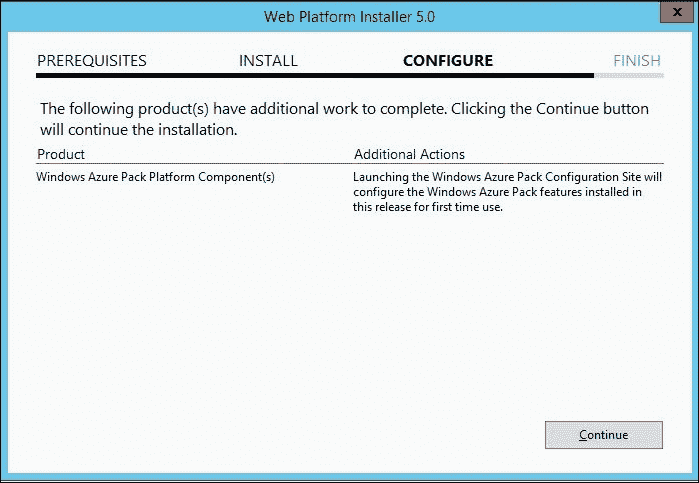 Web Platform Installer 5.0
x
PREREQUISITES INSTALL CONFIGURE FINISH
The following product(s) have additional work to complete. Clicking the Continue button
will continue the installation.
Product Additional Actions
Windows Azure Pack Platform Component(s) Launching the Windows Azure Pack Configuration Site will
configure the Windows Azure Pack features installed in
this release for first time use.
Continue